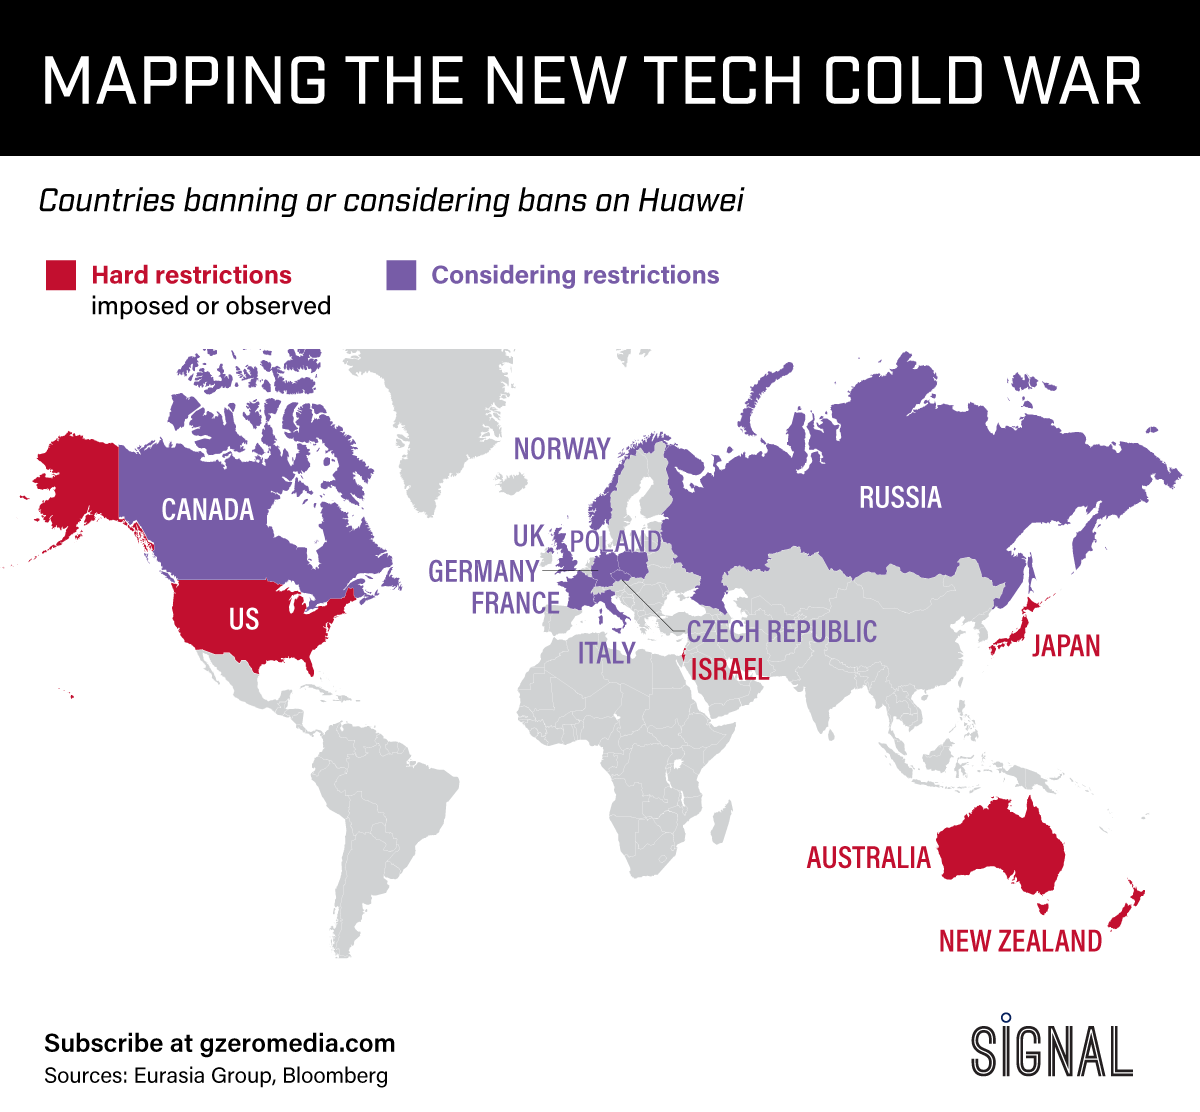 MAPPING THE NEW TECH COLD WAR
Countries banning or considering bans on Huawei
Hard restrictions
imposed or observed
Considering restrictions
NORWAY
CANADA
RUSSIA
UK
POLAND
GERMANY
FRANCE
US
CZECH REPUBLIC
ITALY
JAPAN
ISRAEL
AUSTRALIA
NEW ZEALAND
Subscribe at gzeromedia.com
Sources: Eurasia Group, Bloomberg
SIGNAL